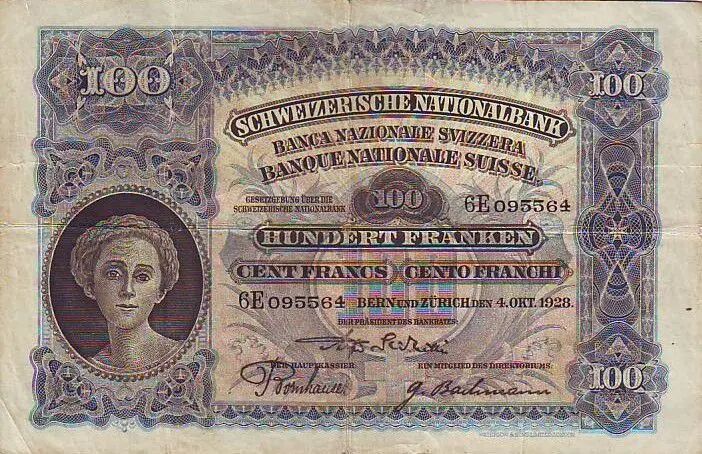 100
100
SCHWEIZERISCHE NATIONALBANK
BANCA NAZIONALE SVIZZERA
BANQUE NATIONALE SUISSE.
GESETZGEBUNG ÜBER DIE
SCHWEIZERISCHE NATIONALBANK
100
6E 095564
HUNDERT FRANKEN
CENT FRANCS CENTO FRANCHI
6E 095564
BERN UND ZÜRICH DEN 4. OKT. 1928.
DER PRÄSIDENT DES BANKRATES:
DER HAUPTKASSIER:
EIN MITGLIED DES DIREKTORIUMS:
Bornhauser
G. Bachmann
100